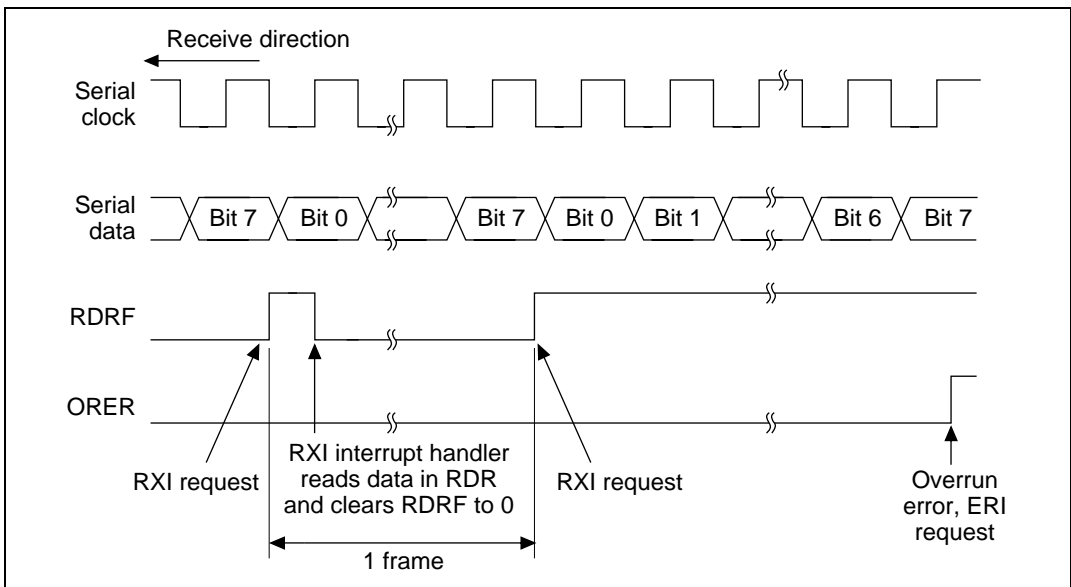 Receive direction
Serial
clock
Serial
data
Bit 7 Bit 0 Bit 7 Bit 0 Bit 1 Bit 6 Bit 7
RDRF
ORER
RXI request
RXI interrupt handler
reads data in RDR
and clears RDRF to 0
RXI request
Overrun
error, ERI
request
1 frame